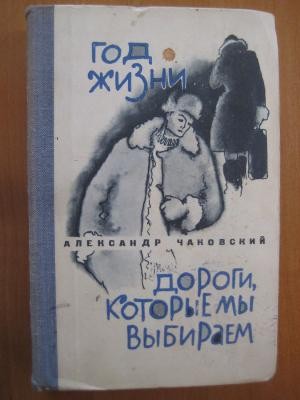 ГОД
ЖИЗНИ
АЛЕКСАНДР ЧАКОВСКИЙ
ДОРОГИ,
КОТОРЫЕ МЫ
ВЫБИРАЕМ